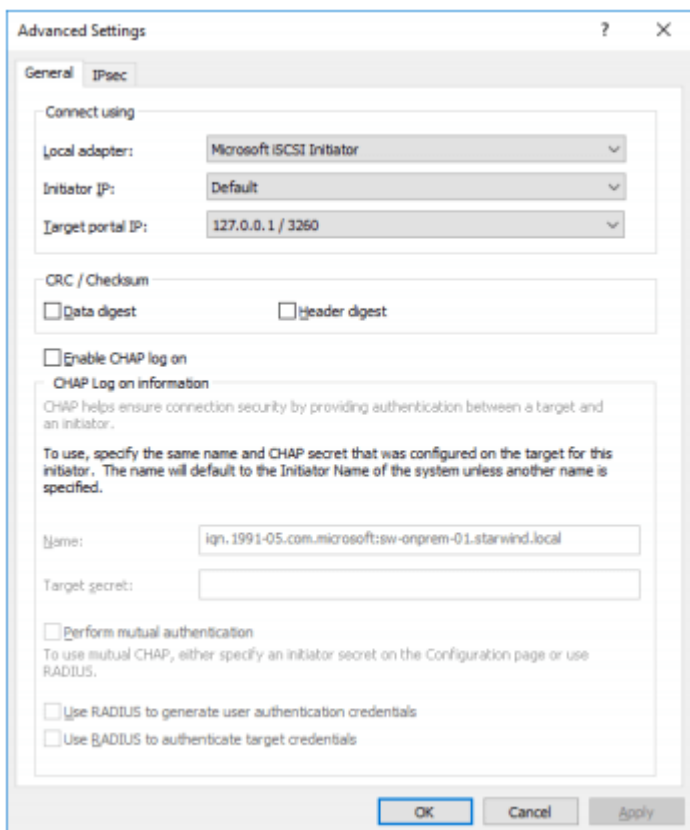 Advanced Settings
General IPsec
Connect using
Local adapter: Microsoft iSCSI Initiator
Initiator IP: Default
Target portal IP: 127.0.0.1 / 3260
CRC / Checksum
Data digest Header digest
Enable CHAP log on
CHAP Log on information
CHAP helps ensure connection security by providing authentication between a target and
an initiator.
To use, specify the same name and CHAP secret that was configured on the target for this
initiator. The name will default to the Initiator Name of the system unless another name is
specified.
Name: iqn.1991-05.com.microsoft:sw-onprem-01.starwind.local
Target secret:
Perform mutual authentication
To use mutual CHAP, either specify an initiator secret on the Configuration page or use
RADIUS.
Use RADIUS to generate user authentication credentials
Use RADIUS to authenticate target credentials
OK Cancel Apply